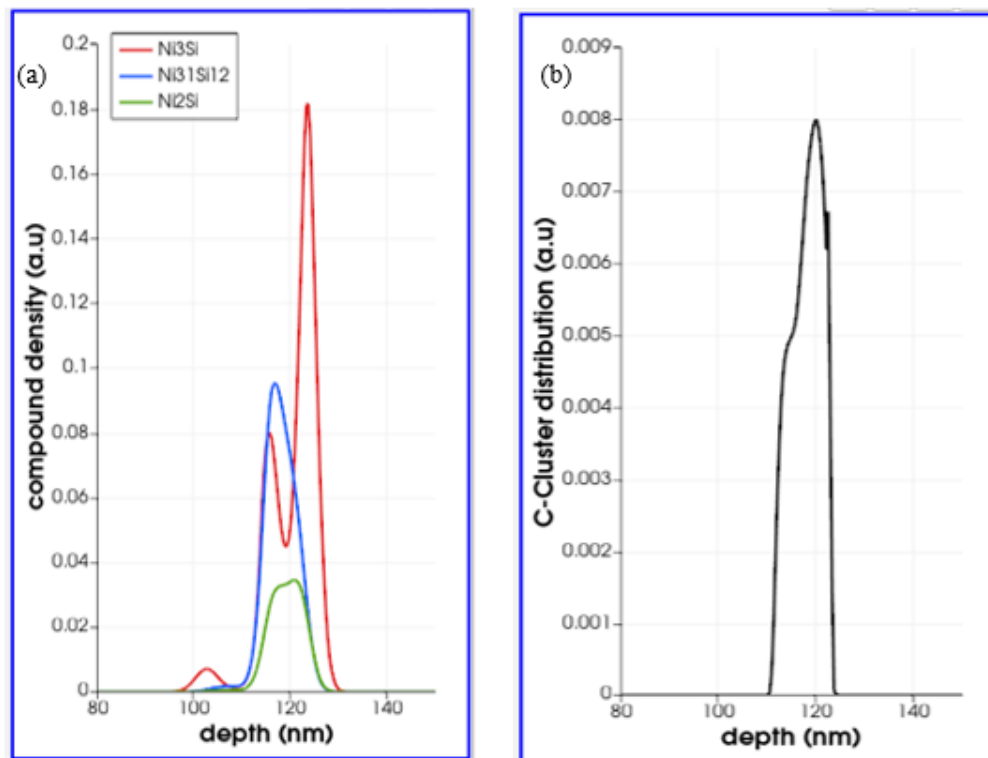 (a)
Ni3Si
Ni31Si12
Ni2Si
compound density (a.u)
0.2
0.18
0.16
0.14
0.12
0.1
0.08
0.06
0.04
0.02
0
80 100 120 140
depth (nm)
(b)
C-Cluster distribution (a.u)
0.009
0.008
0.007
0.006
0.005
0.004
0.003
0.002
0.001
0
80 100 120 140
depth (nm)